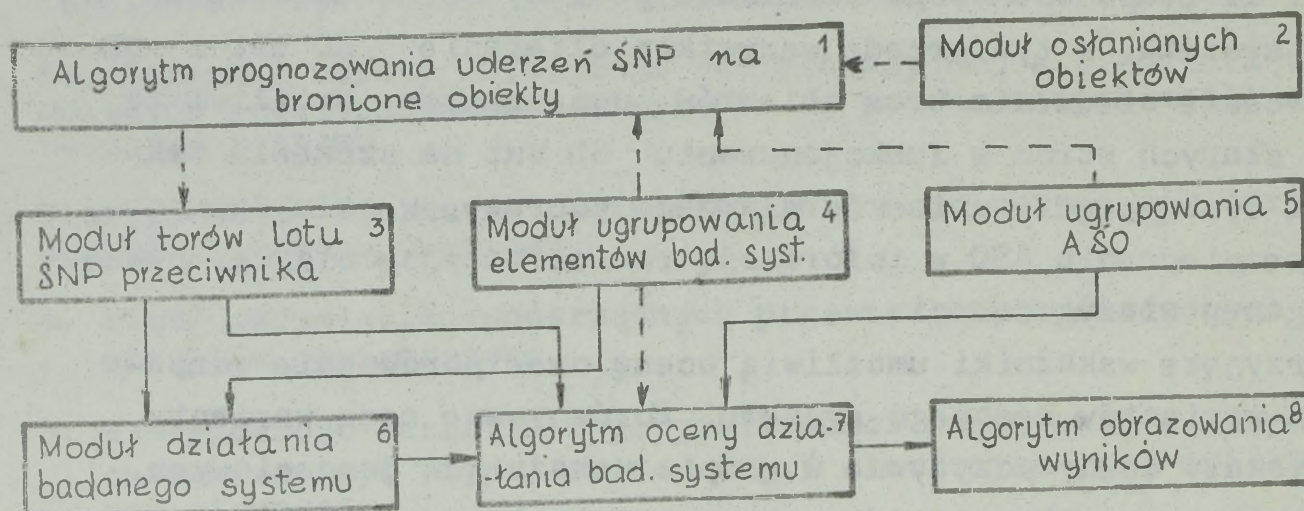 Algorytm prognozowania uderzeń ŚNP na 1
bronione obiekty
Moduł osłanianych 2
obiektów
Moduł torów lotu 3
ŚNP przeciwnika
Moduł ugrupowania 4
elementów bad. syst.
Moduł ugrupowania 5
AŚO
Moduł działania 6
badanego systemu
Algorytm oceny dzia- 7
-łania bad. systemu
Algorytm obrazowania 8
wyników